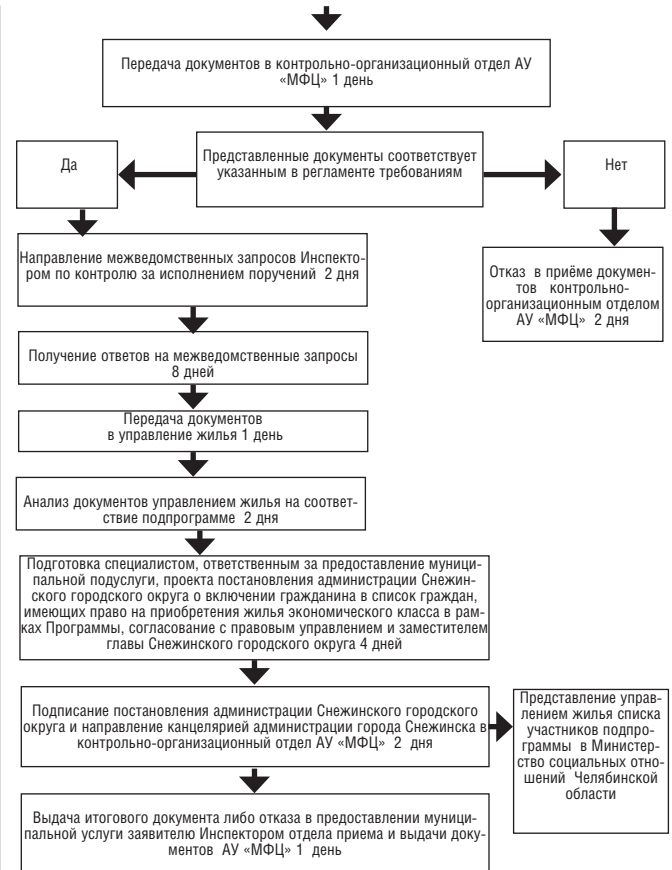 Передача документов в контрольно-организационный отдел АУ
«МФЦ» 1 день
Представленные документы соответствует
указанным в регламенте требованиям
Да
Нет
Направление межведомственных запросов Инспекто-
ром по контролю за исполнением поручений 2 дня
Отказ в приёме докумен-
тов контрольно-
организационным отделом
АУ «МФЦ» 2 дня
Получение ответов на межведомственные запросы
8 дней
Передача документов
в управление жилья 1 день
Анализ документов управлением жилья на соответ-
ствие подпрограмме 2 дня
Подготовка специалистом, ответственным за предоставление муници-
пальной подуслуги, проекта постановления администрации Снежин-
ского городского округа о включении гражданина в список граждан,
имеющих право на приобретения жилья экономического класса в рам-
ках Программы, согласование с правовым управлением и заместителем
главы Снежинского городского округа 4 дней
Подписание постановления администрации Снежинского городского
округа и направление канцелярией администрации города Снежинска в
контрольно-организационный отдел АУ «МФЦ» 2 дня
Представление управ-
лением жилья списка
участников подпро-
граммы в Министер-
ство социальных отно-
шений Челябинской
области
Выдача итогового документа либо отказа в предоставлении муници-
пальной услуги заявителю Инспектором отдела приема и выдачи доку-
ментов АУ «МФЦ» 1 день